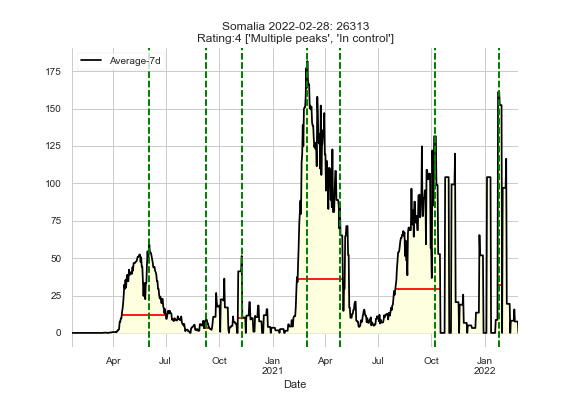 Somalia 2022-02-28: 26313
Rating:4 ['Multiple peaks', 'In control']
Average-7d
175
150
125
100
75
50
25
0
Apr Jul Oct Jan Apr Jul Oct Jan
2021 2022
Date